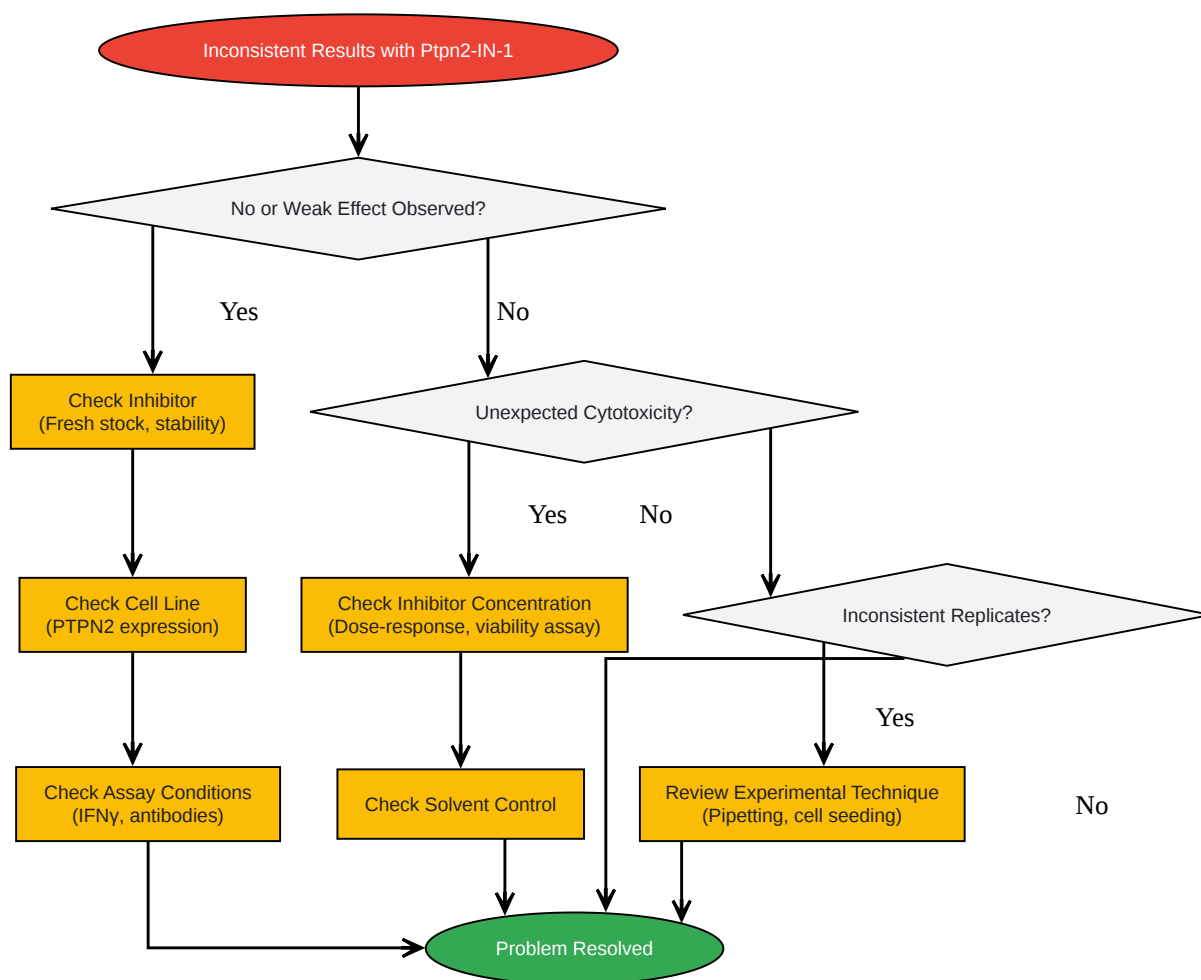 Inconsistent Results with Ptpn2-IN-1
No or Weak Effect Observed?
Yes
No
Check Inhibitor
(Fresh stock, stability)
Unexpected Cytotoxicity?
Yes
No
Check Cell Line
(PTPN2 expression)
Check Inhibitor Concentration
(Dose-response, viability assay)
Inconsistent Replicates?
Yes
No
Check Assay Conditions
(IFNγ, antibodies)
Check Solvent Control
Review Experimental Technique
(Pipetting, cell seeding)
Problem Resolved